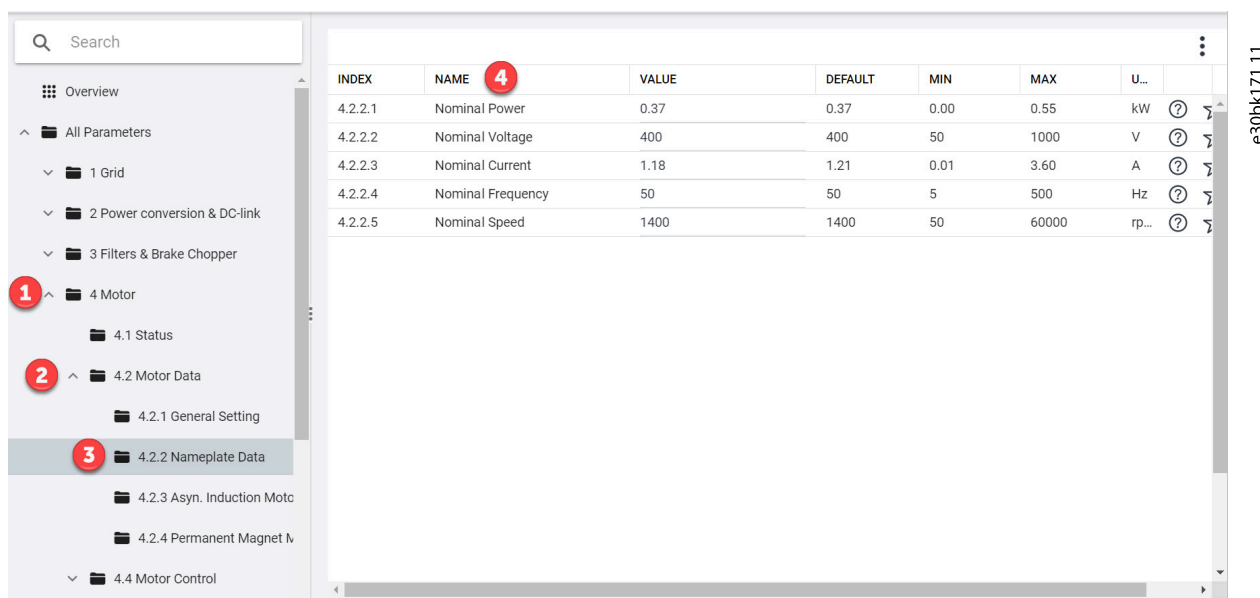 Search
Overview
All Parameters
1 Grid
2 Power conversion & DC-link
3 Filters & Brake Chopper
1
4 Motor
4.1 Status
2
4.2 Motor Data
4.2.1 General Setting
3
4.2.2 Nameplate Data
4.2.3 Asyn. Induction Moto
4.2.4 Permanent Magnet M
4.4 Motor Control
INDEX NAME 4 VALUE DEFAULT MIN MAX U...
4.2.2.1 Nominal Power 0.37 0.37 0.00 0.55 kW
4.2.2.2 Nominal Voltage 400 400 50 1000 V
4.2.2.3 Nominal Current 1.18 1.21 0.01 3.60 A
4.2.2.4 Nominal Frequency 50 50 5 500 Hz
4.2.2.5 Nominal Speed 1400 1400 50 60000 rp...
e30bk171.11